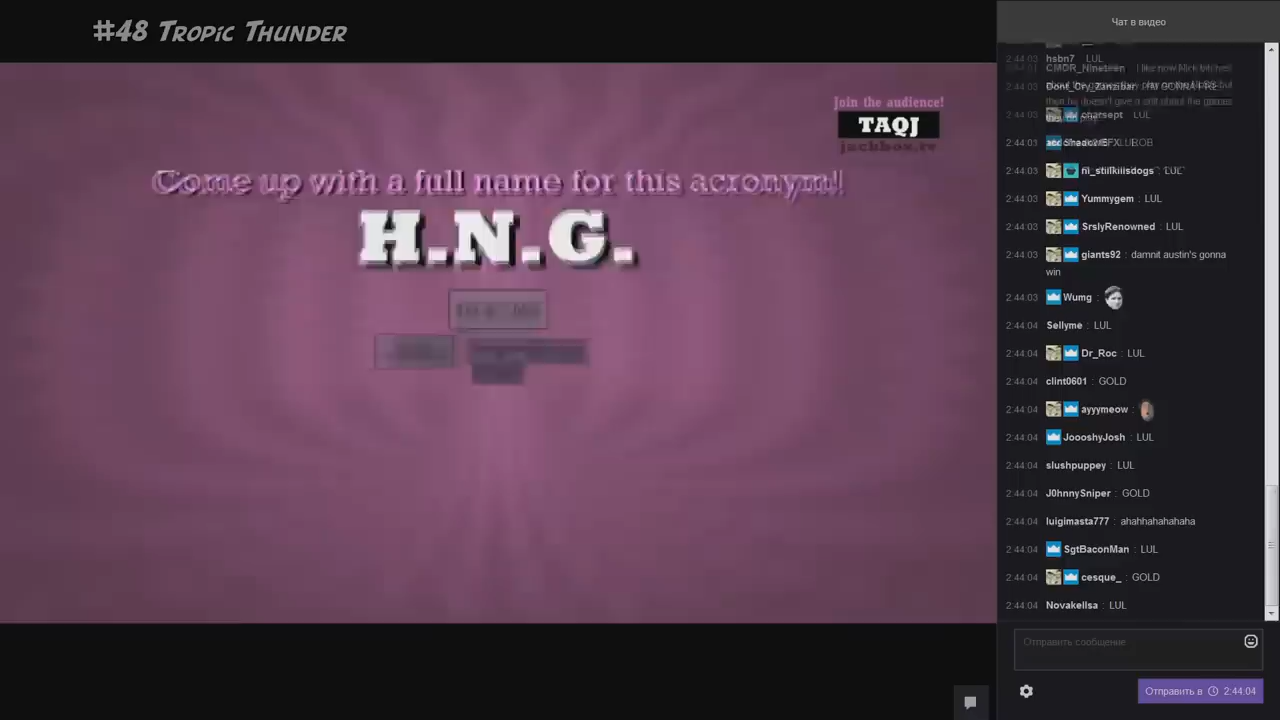 #48 Tropic Thunder
Join the audience!
TAQJ
jackbox.tv
Come up with a full name for this acronym!!
H.N.G.
Чат в видео
2:44:03 hsbn7 LUL
2:44:03
2:44:03 chatsept LUL
2:44:03
2:44:03 LUL
2:44:03 Yummygem : LUL
2:44:03 SrslyRenowned : LUL
2:44:03 giants92 : damnit austin's gonna
win
2:44:03 Wumg :
2:44:04 Sellyme : LUL
2:44:04 Dr_Roc : LUL
2:44:04 clint0601 : GOLD
2:44:04 ayyymeow :
2:44:04 JoooshyJosh : LUL
2:44:04 slushpuppey : LUL
2:44:04 J0hnnySniper : GOLD
2:44:04 luigimasta777 : ahahhahahahaha
2:44:04 SgtBaconMan : LUL
2:44:04 cesque_ : GOLD
2:44:04 Novakellsa : LUL
Отправить сообщение
Отправить в 2:44:04